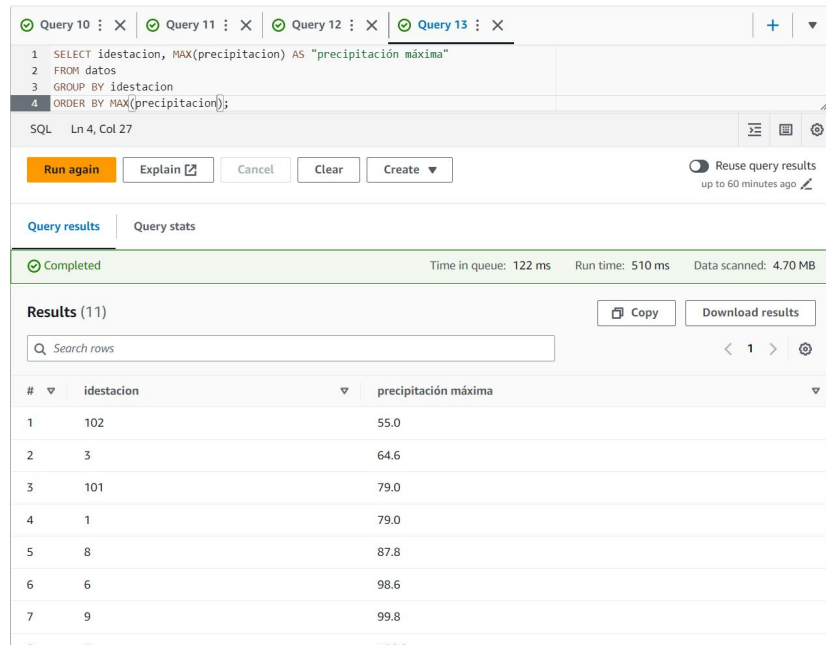 Query 10 Query 11 Query 12 Query 13
1 SELECT idestacion, MAX(precipitacion) AS "precipitación máxima"
2 FROM datos
3 GROUP BY idestacion
4 ORDER BY MAX(precipitacion);
SQL Ln 4, Col 27
Run again Explain Cancel Clear Create Reuse query results
up to 60 minutes ago
Query results Query stats
Completed Time in queue: 122 ms Run time: 510 ms Data scanned: 4.70 MB
Results (11) Copy Download results
Search rows 1
# idestacion precipitación máxima
1 102 55.0
2 3 64.6
3 101 79.0
4 1 79.0
5 8 87.8
6 6 98.6
7 9 99.8